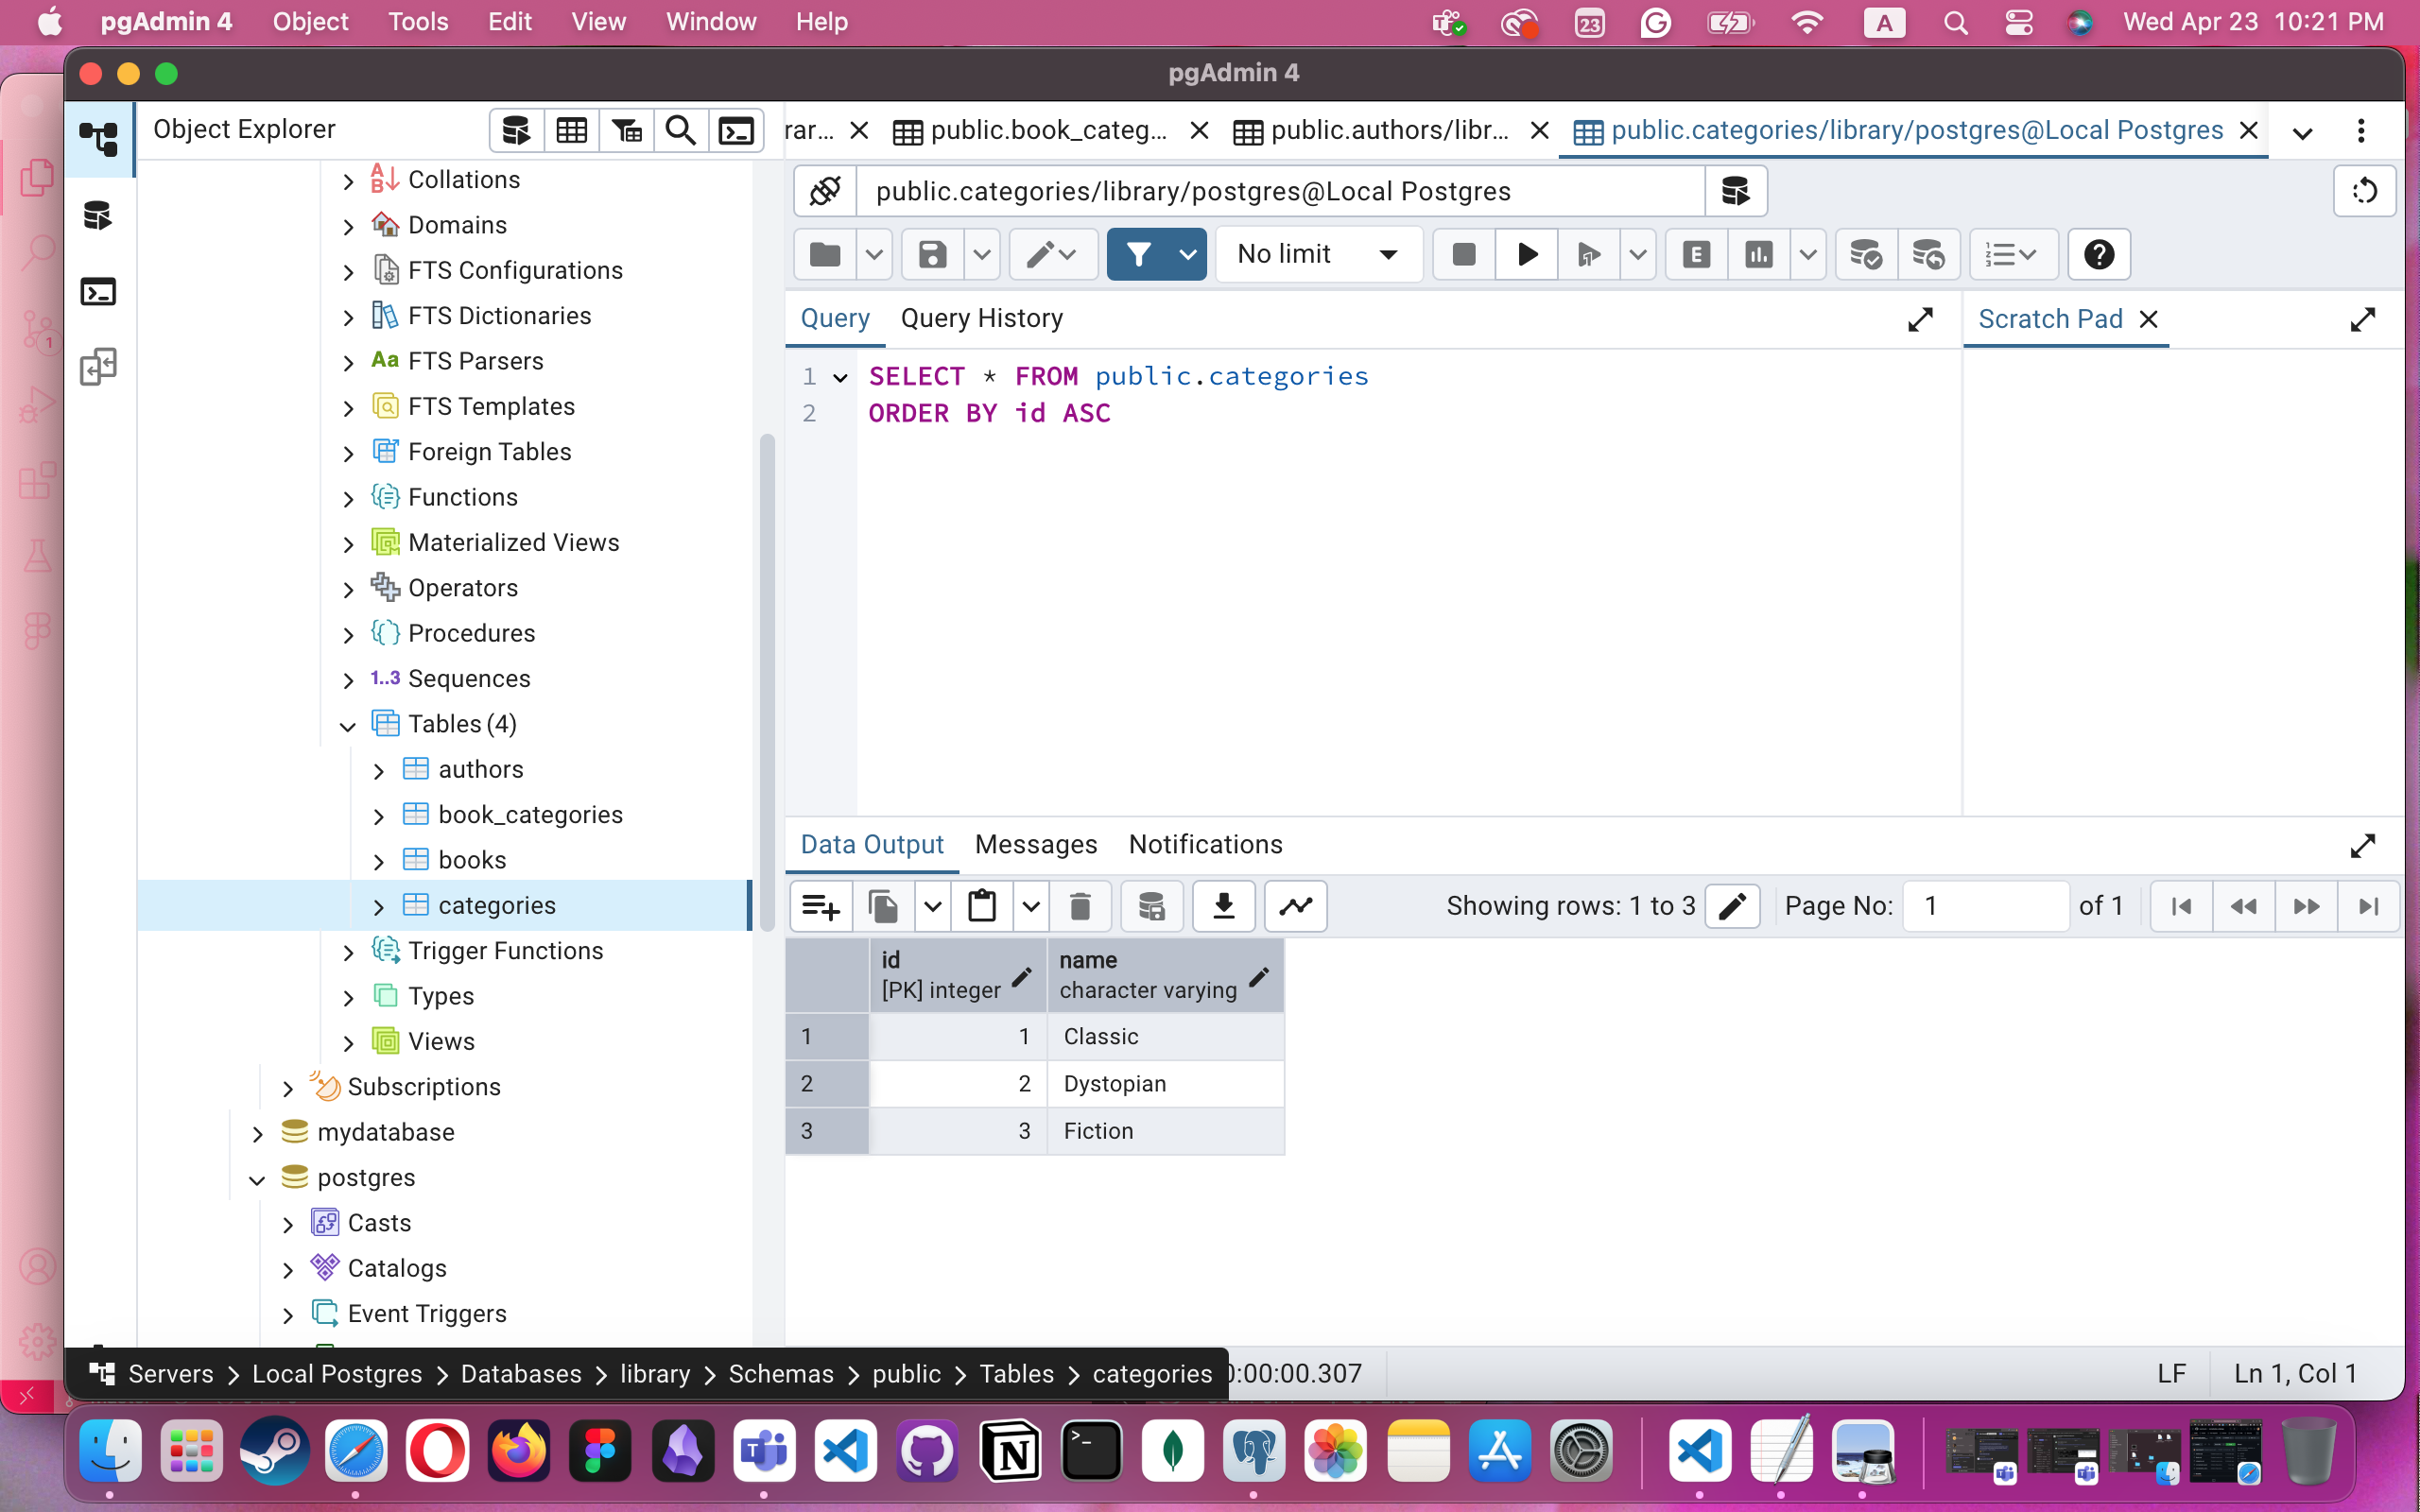 pgAdmin 4 Object Tools Edit View Window Help 23 A Wed Apr 23 10:21 PM
pgAdmin 4
Object Explorer
rar... public.book_categ... public.authors/libr... public.categories/library/postgres@Local Postgres
public.categories/library/postgres@Local Postgres
No limit
E
Query Query History Scratch Pad
1 SELECT * FROM public.categories
2 ORDER BY id ASC
Collations
Domains
FTS Configurations
FTS Dictionaries
Aa FTS Parsers
FTS Templates
Foreign Tables
Functions
Materialized Views
Operators
Procedures
1..3 Sequences
Tables (4)
authors
book_categories
books
categories
Trigger Functions
Types
Views
Subscriptions
mydatabase
postgres
Casts
Catalogs
Event Triggers
Data Output Messages Notifications
Showing rows: 1 to 3 Page No: 1 of 1
id name
[PK] integer character varying
1 1 Classic
2 2 Dystopian
3 3 Fiction
Servers > Local Postgres > Databases > library > Schemas > public > Tables > categories
0:00:00.307
LF Ln 1, Col 1